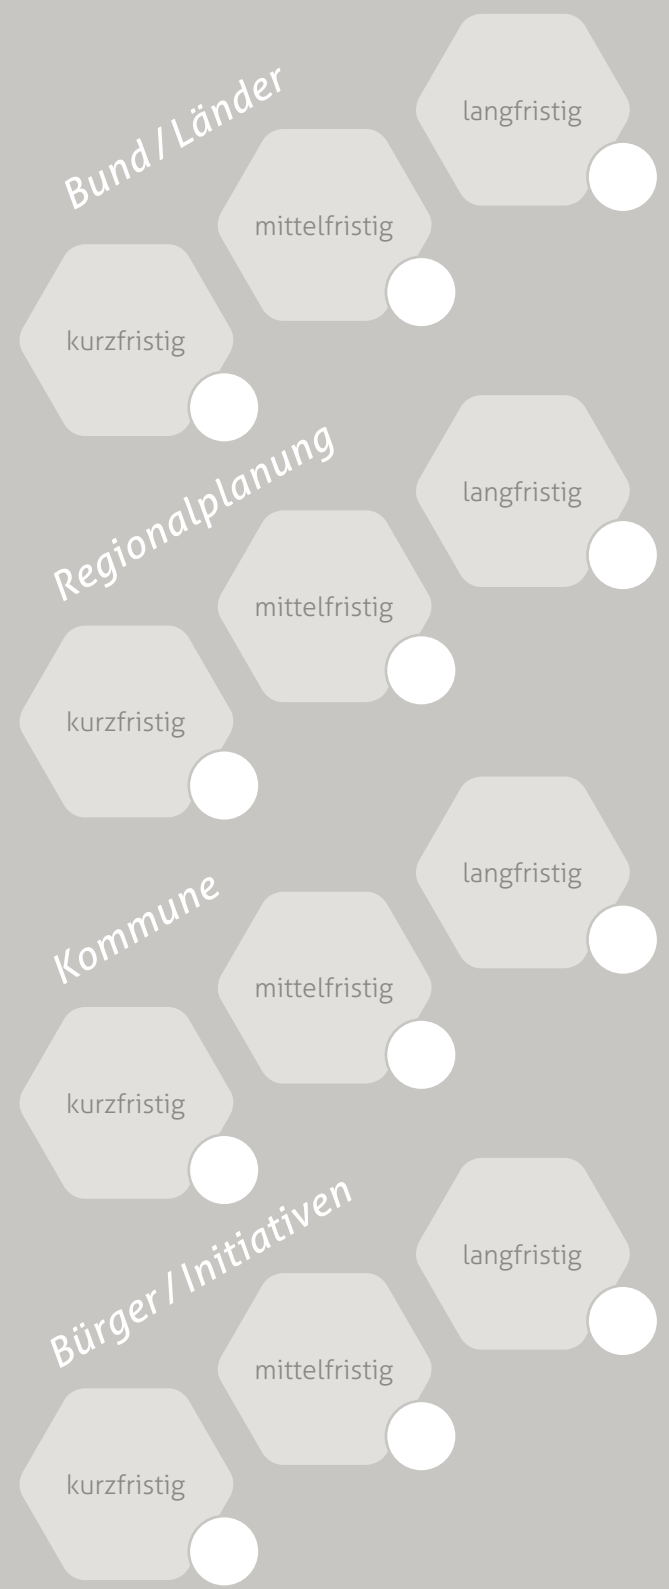 Bund / Länder
langfristig
mittelfristig
kurzfristig
Regionalplanung
langfristig
mittelfristig
kurzfristig
Kommune
langfristig
mittelfristig
kurzfristig
Bürger / Initiativen
langfristig
mittelfristig
kurzfristig